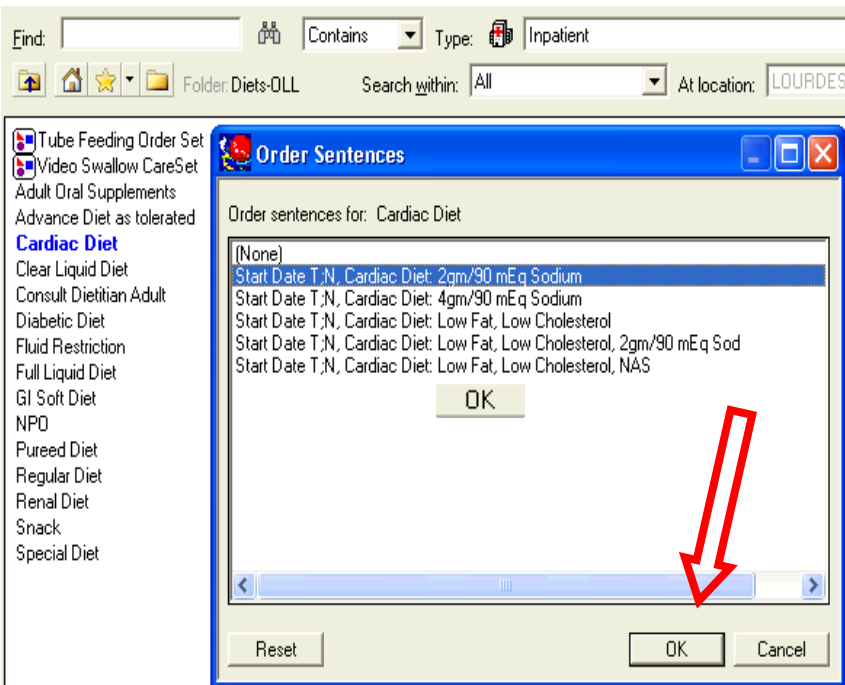 Find: Contains Type: Inpatient
Folder: Diets-OLL Search within: All At location: LOURDES
Tube Feeding Order Set
Video Swallow CareSet
Adult Oral Supplements
Advance Diet as tolerated
Cardiac Diet
Clear Liquid Diet
Consult Dietitian Adult
Diabetic Diet
Fluid Restriction
Full Liquid Diet
GI Soft Diet
NPO
Pureed Diet
Regular Diet
Renal Diet
Snack
Special Diet
Order Sentences
Order sentences for: Cardiac Diet
(None)
Start Date T;N, Cardiac Diet: 2gm/90 mEq Sodium
Start Date T;N, Cardiac Diet: 4gm/90 mEq Sodium
Start Date T;N, Cardiac Diet: Low Fat, Low Cholesterol
Start Date T;N, Cardiac Diet: Low Fat, Low Cholesterol, 2gm/90 mEq Sod
Start Date T;N, Cardiac Diet: Low Fat, Low Cholesterol, NAS
OK
Reset OK Cancel